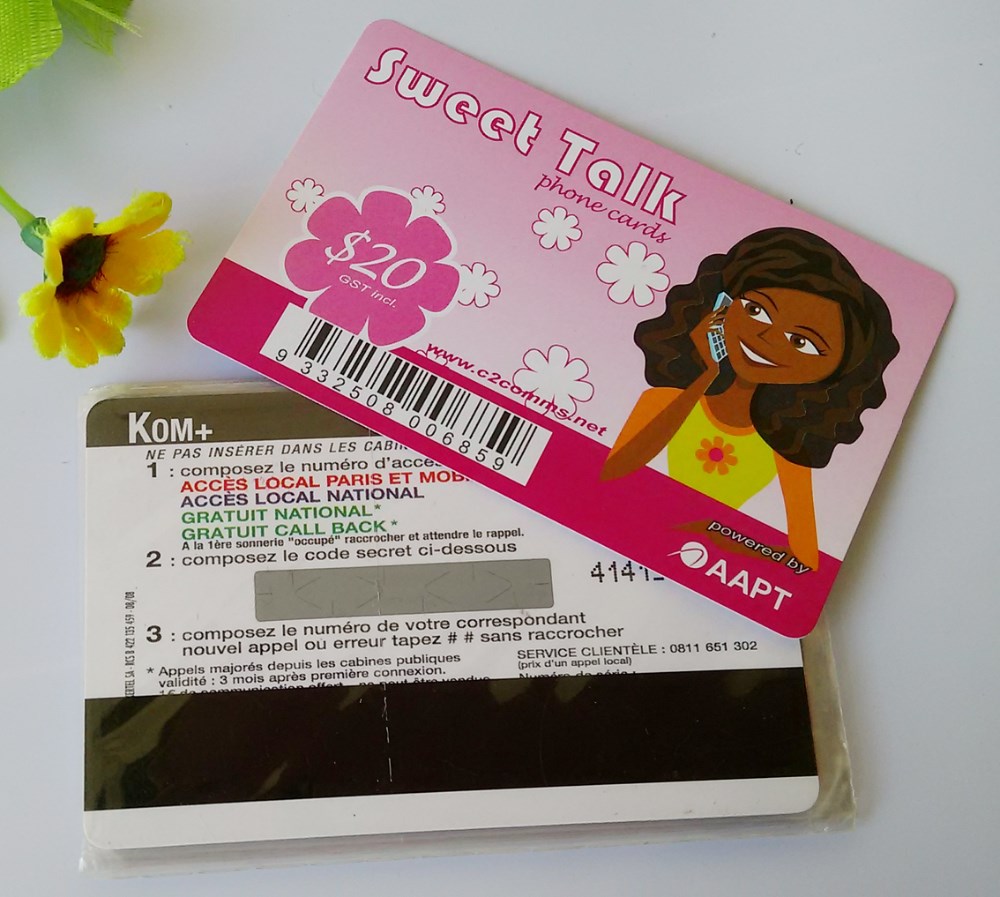 Sweet Talk
phone cards
$20
GST Incl.
www.c2comms.net
9 332508 006859
powered by
AAPT
KOM+
NE PAS INSÉRER DANS LES
1 : composez le numéro
ACCÈS LOCAL PARIS ET
ACCÈS LOCAL NATIONAL
GRATUIT NATIONAL*
GRATUIT CALL BACK*
A la 1ère sonnerie "occupé" raccrocher et attendre le rappel.
2 : composez le code secret ci-dessous
3 : composez le numéro de votre correspondant
nouvel appel ou erreur tapez # # sans raccrocher
* Appels majorés depuis les cabines publiques
validité : 3 mois après première connexion.
SERVICE CLIENTÈLE : 0811 651 302
(prix d'un appel local)
Numéro de série :